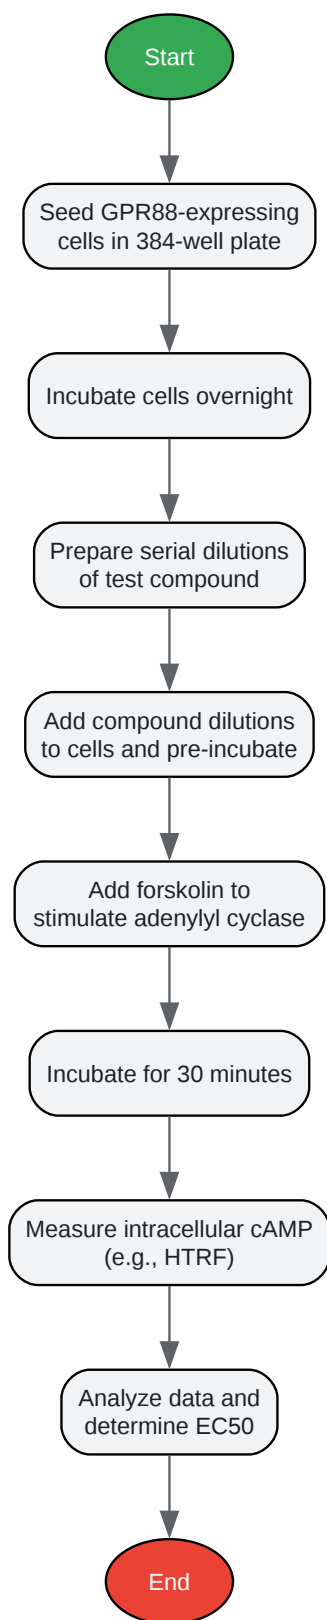 Start
Seed GPR88-expressing
cells in 384-well plate
Incubate cells overnight
Prepare serial dilutions
of test compound
Add compound dilutions
to cells and pre-incubate
Add forskolin to
stimulate adenylyl cyclase
Incubate for 30 minutes
Measure intracellular cAMP
(e.g., HTRF)
Analyze data and
determine EC50
End